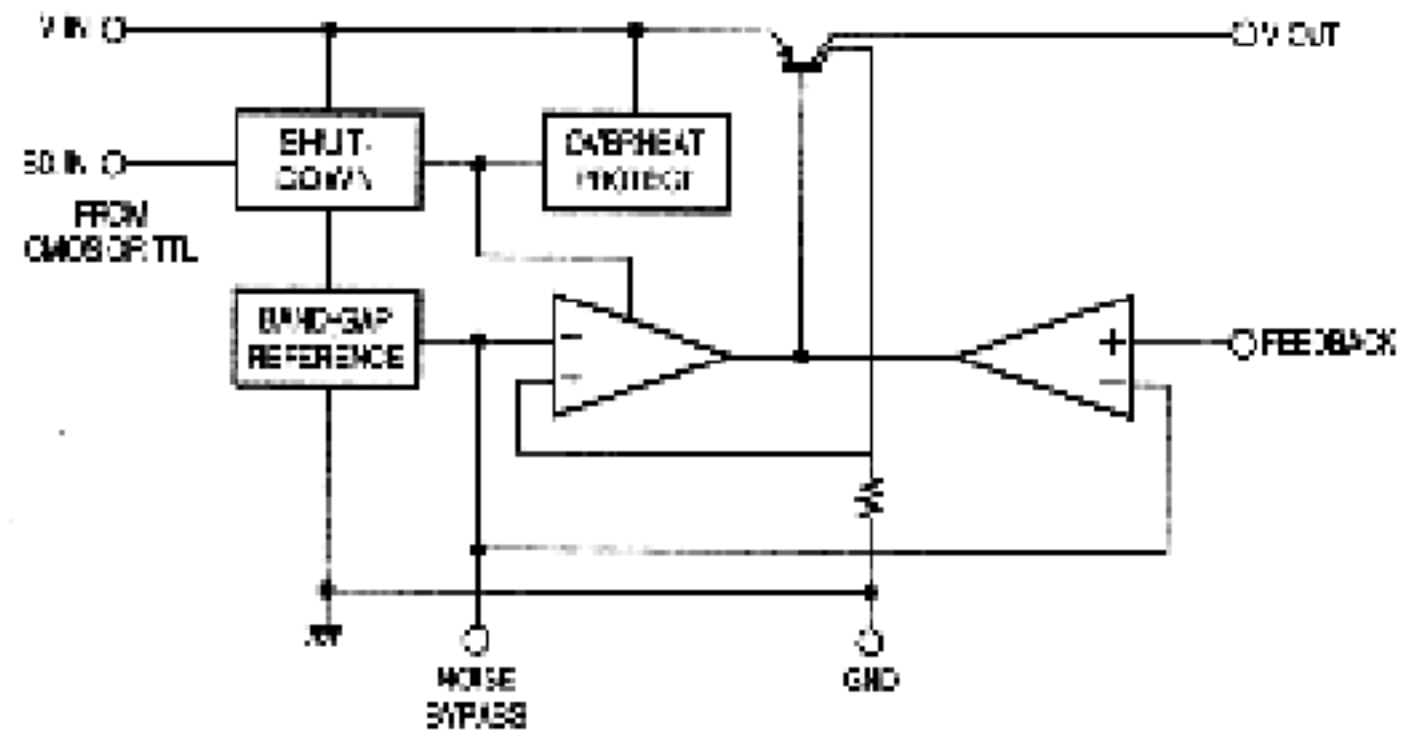 V IN
V OUT
SHUT-
DOWN
OVERHEAT
PROTECT
SD. IN
FROM
CMOS OR TTL
BAND-GAP
REFERENCE
−
+
−
FEEDBACK
NOISE
BYPASS
GND